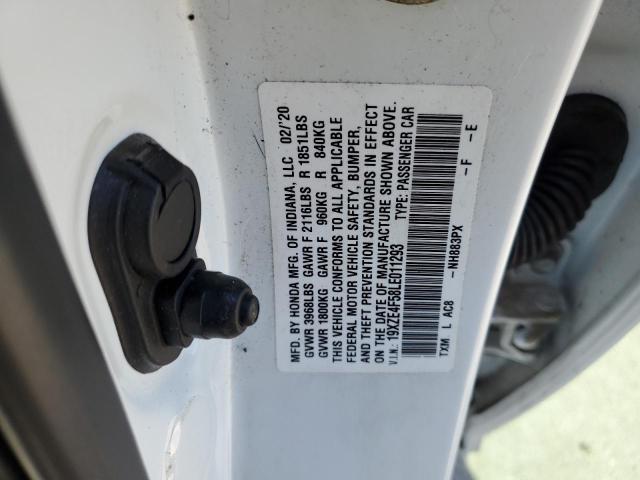 MFD. BY HONDA MFG. OF INDIANA, LLC 02/'20
GVWR 3968LBS GAWR F 2116LBS R 1851LBS
GVWR 1800KG GAWR F 960KG R 840KG
THIS VEHICLE CONFORMS TO ALL APPLICABLE
FEDERAL MOTOR VEHICLE SAFETY, BUMPER,
AND THEFT PREVENTION STANDARDS IN EFFECT
ON THE DATE OF MANUFACTURE SHOWN ABOVE.
V.I.N.: 19XZE4F58LE011293 TYPE: PASSENGER CAR
TXM L AC8 -NH883PX -F -E